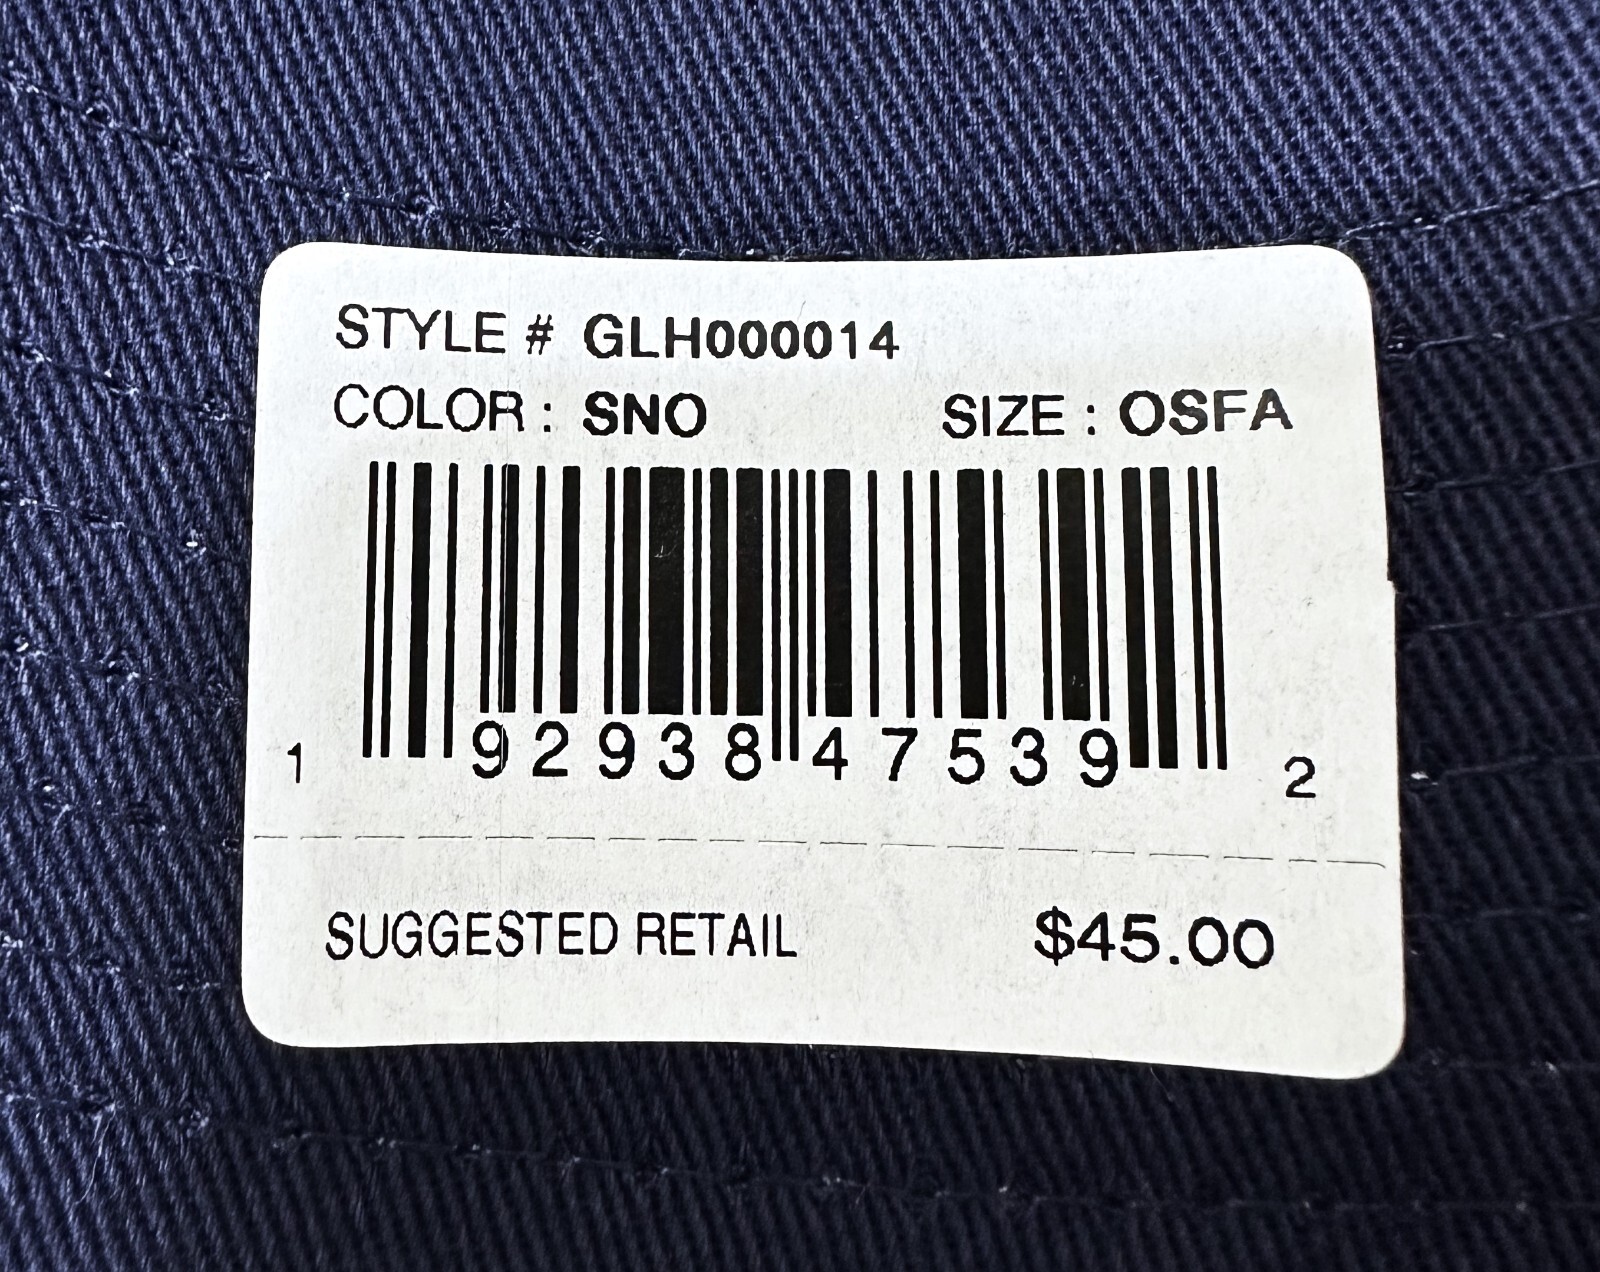 STYLE # GLH000014
COLOR : SNO SIZE : OSFA
1 92938 47539 2
SUGGESTED RETAIL $45.00